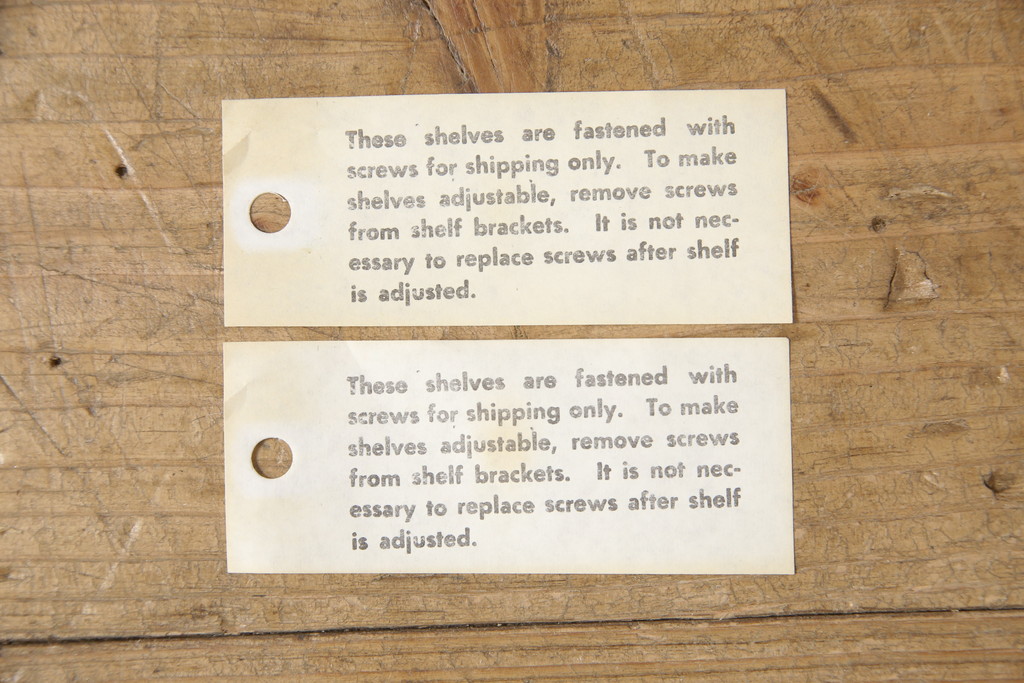 These shelves are fastened with
screws for shipping only. To make
shelves adjustable, remove screws
from shelf brackets. It is not nec-
essary to replace screws after shelf
is adjusted.
These shelves are fastened with
screws for shipping only. To make
shelves adjustable, remove screws
from shelf brackets. It is not nec-
essary to replace screws after shelf
is adjusted.